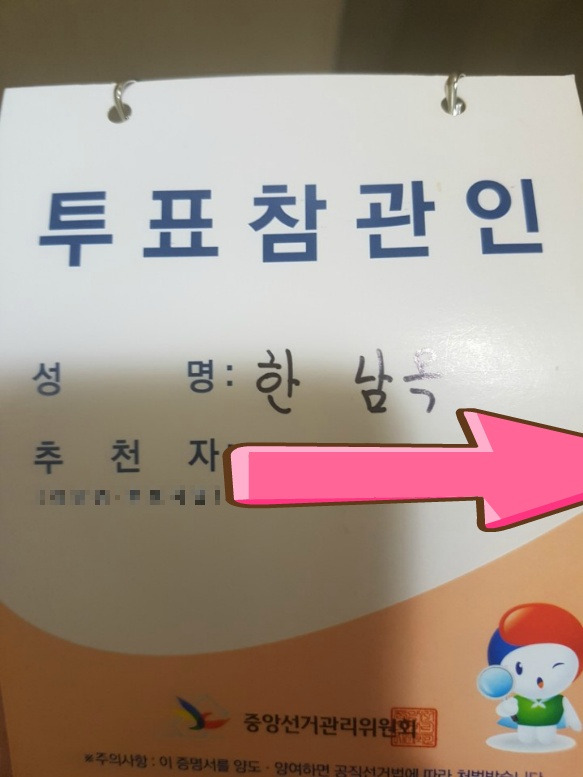 투표참관인
성 명: 한 남옥
추 천 자
중앙선거관리위원회
※주의사항 : 이 증명서를 양도·양여하면 공직선거법에 따라 처벌받습니다